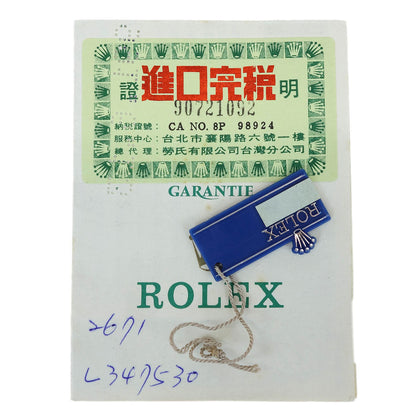 證進口完稅明
90721092
納稅證號： CA NO. 8P 98924
服務中心：台北市襄陽路六號一樓
總代理：勞氏有限公司台灣分公司
GARANTIE
ROLEX
ROLEX
2671
L347530